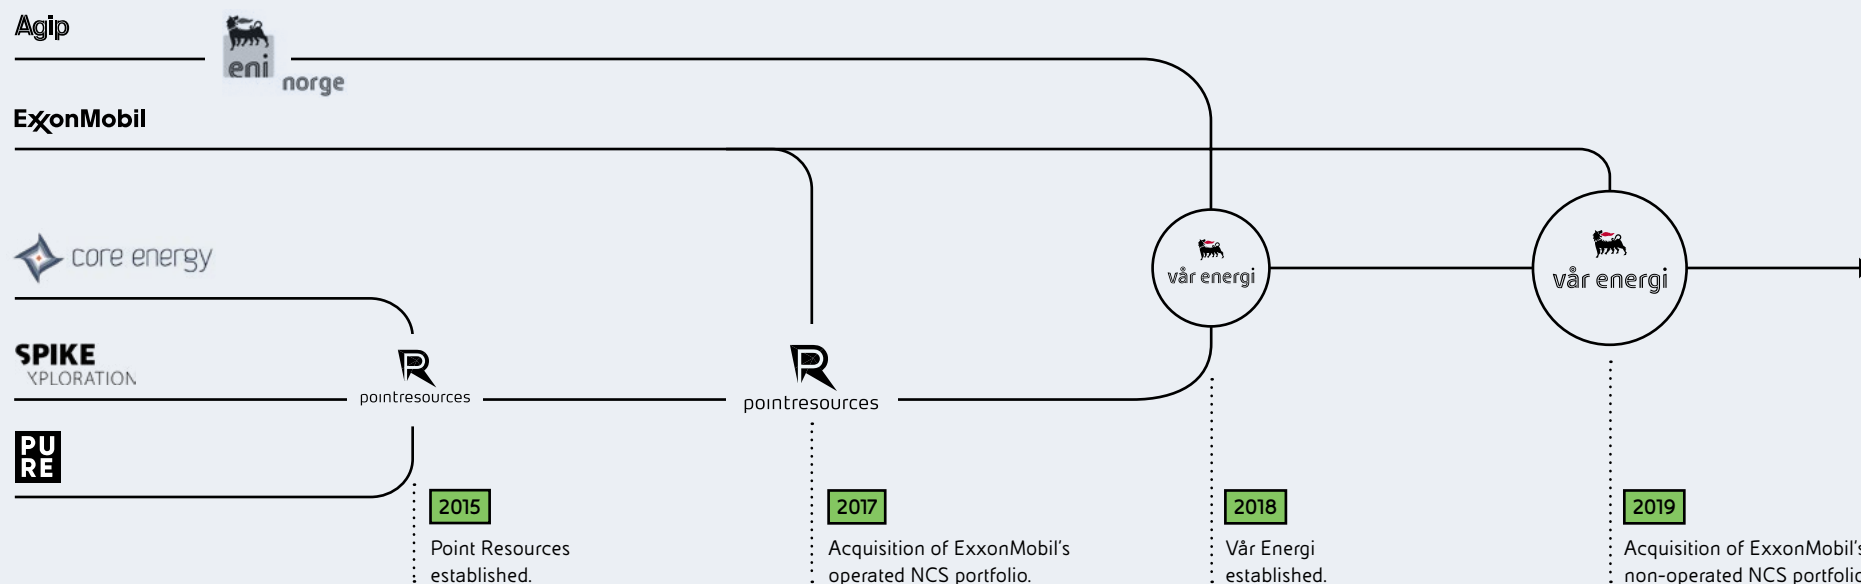 Agip
eni
norge
ExxonMobil
core energy
SPIKE
XPLORATION
pointresources
pointresources
PU
RE
vår energi
vår energi
2015
Point Resources
established.
2017
Acquisition of ExxonMobil's
operated NCS portfolio.
2018
Vår Energi
established.
2019
Acquisition of ExxonMobil's
non-operated NCS